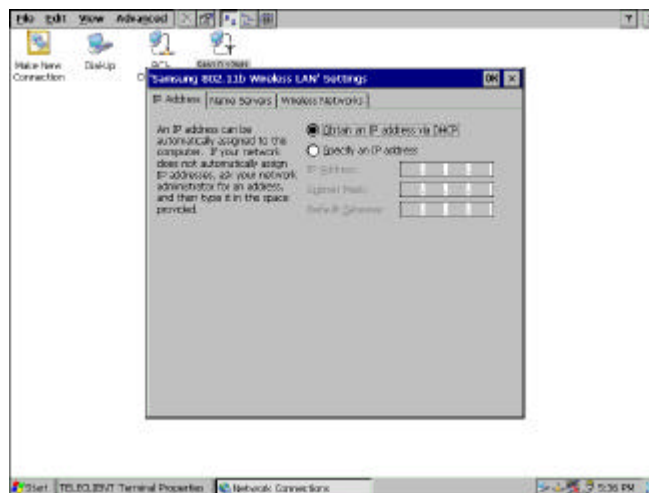 File Edit View Advanced
Make New Connection
DialUp
'Samsung 802.11b Wireless LAN' Settings OK ×
IP Address Name Servers Wireless Networks
An IP address can be
automatically assigned to this
computer. If your network
does not automatically assign
IP addresses, ask your network
administrator for an address,
and then type it in the space
provided.
Obtain an IP address via DHCP
Specify an IP address
IP Address:
Subnet Mask:
Default Gateway:
Start TELECLIENT Terminal Properties Network Connections 5:36 PM